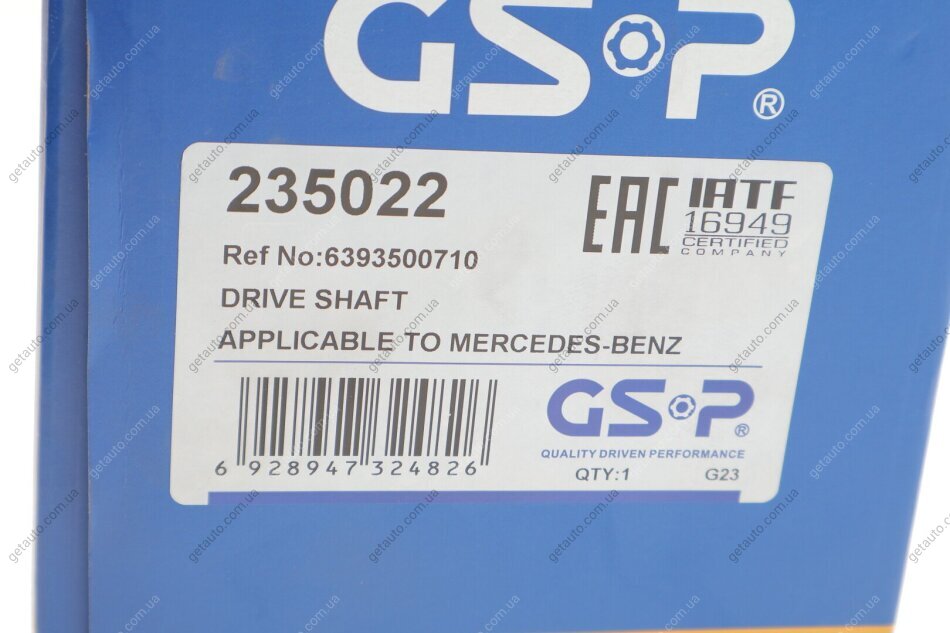 GSP®
235022
EAC
IATF
16949
CERTIFIED
COMPANY
Ref No:6393500710
DRIVE SHAFT
APPLICABLE TO MERCEDES-BENZ
GSP®
QUALITY DRIVEN PERFORMANCE
6 928947 324826
QTY:1 G23
getauto.com.ua